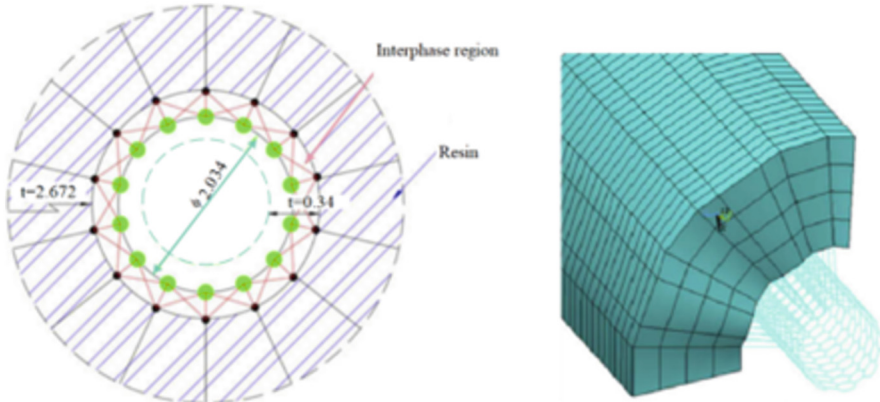 Interphase region
Resin
t=2.672
ϕ 2.034
t=0.34